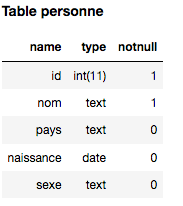 Table personne
name type notnull
id int(11) 1
nom text 1
pays text 0
naissance date 0
sexe text 0